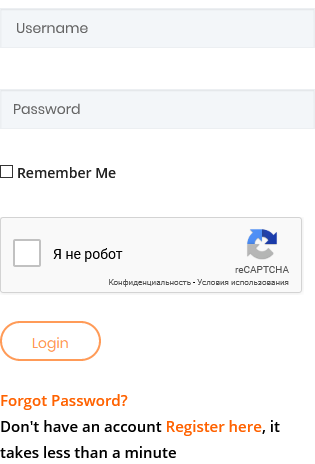 Username
Password
Remember Me
Я не робот
reCAPTCHA
Конфиденциальность - Условия использования
Login
Forgot Password?
Don't have an account Register here, it
takes less than a minute